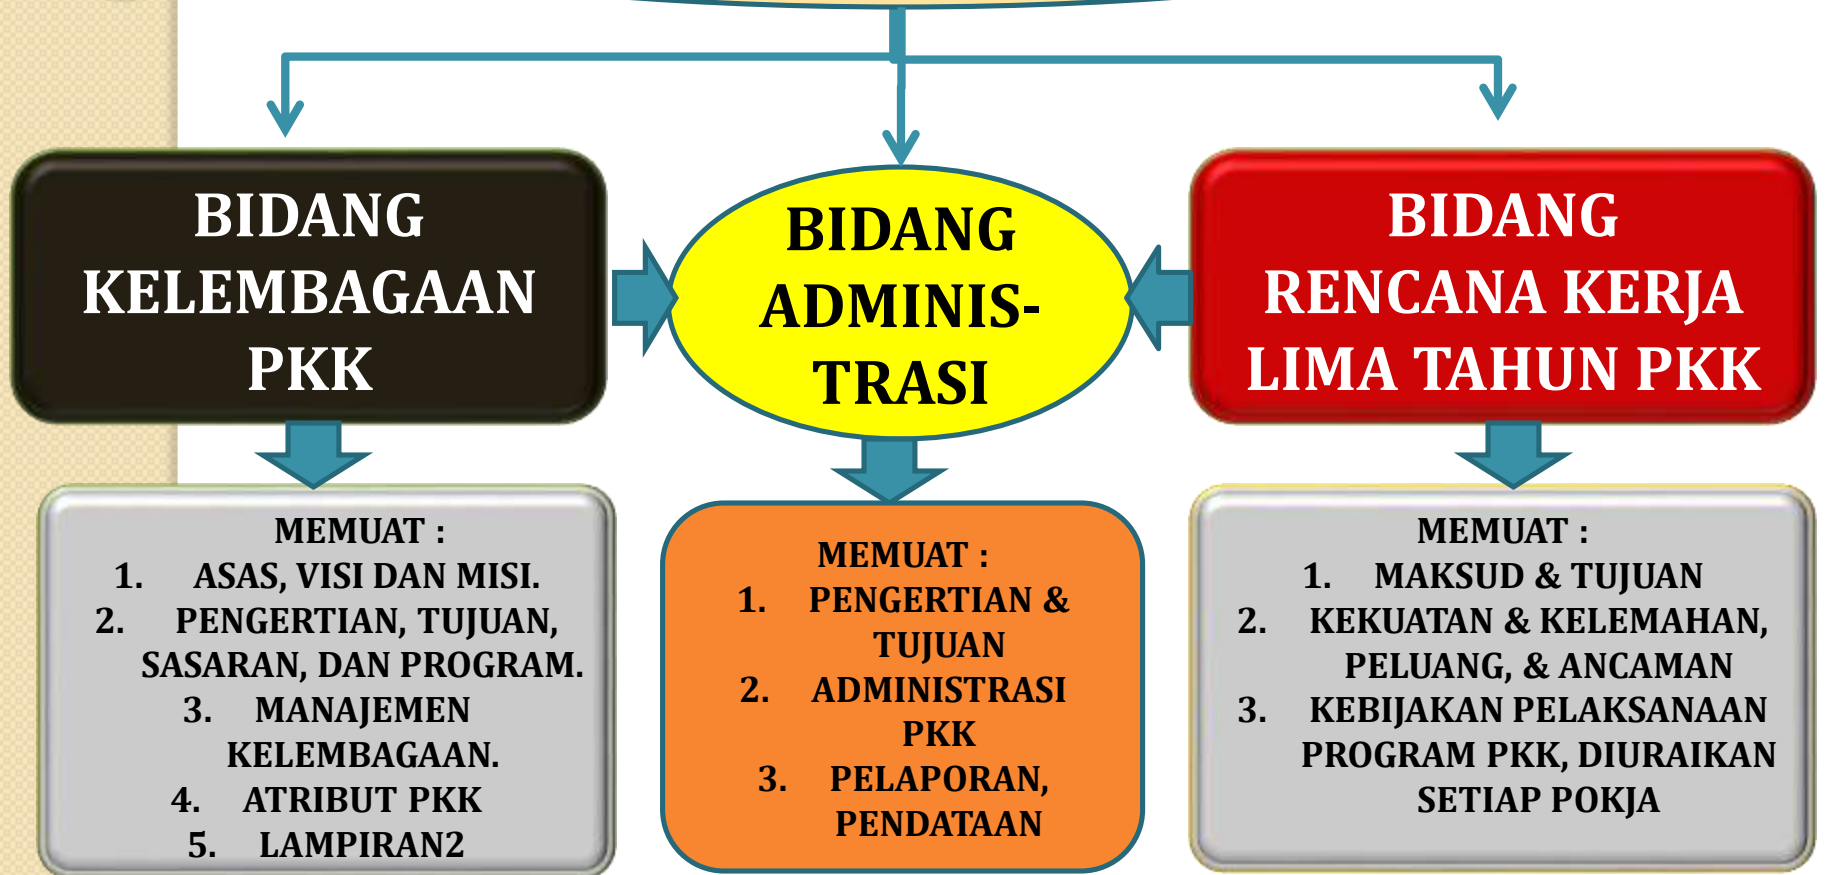 BIDANG
KELEMBAGAAN
PKK
BIDANG
ADMINIS-
TRASI
BIDANG
RENCANA KERJA
LIMA TAHUN PKK
MEMUAT :
1. ASAS, VISI DAN MISI.
2. PENGERTIAN, TUJUAN,
SASARAN, DAN PROGRAM.
3. MANAJEMEN
KELEMBAGAAN.
4. ATRIBUT PKK
5. LAMPIRAN2
MEMUAT :
1. PENGERTIAN &
TUJUAN
2. ADMINISTRASI
PKK
3. PELAPORAN,
PENDATAAN
MEMUAT :
1. MAKSUD & TUJUAN
2. KEKUATAN & KELEMAHAN,
PELUANG, & ANCAMAN
3. KEBIJAKAN PELAKSANAAN
PROGRAM PKK, DIURAIKAN
SETIAP POKJA